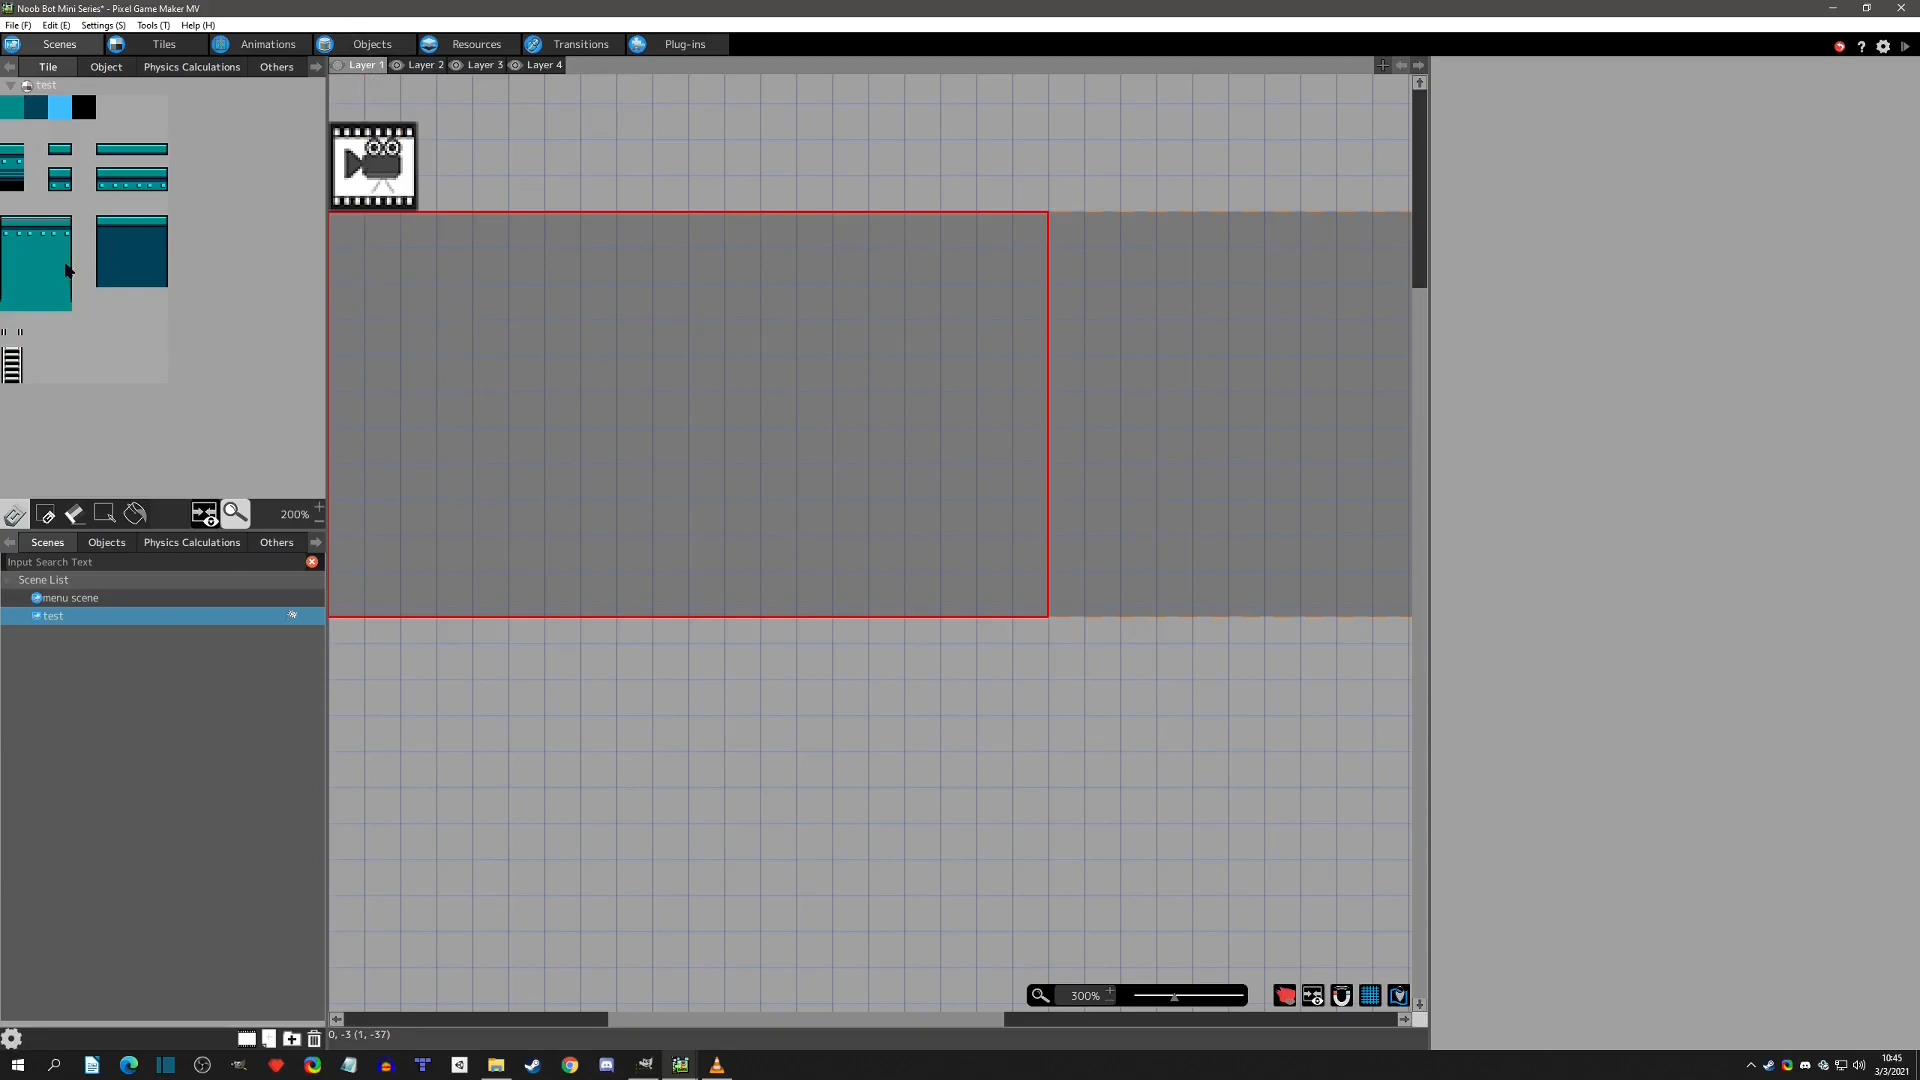 Noob Bot Mini Series* - Pixel Game Maker MV
File (F) Edit (E) Settings (S) Tools (T) Help (H)
Scenes Tiles Animations Objects Resources Transitions Plug-ins
Tile Object Physics Calculations Others
Layer 1 Layer 2 Layer 3 Layer 4
test
200%
Scenes Objects Physics Calculations Others
Input Search Text
Scene List
menu scene
test
300%
0, -3 (1, -37)
10:45
3/3/2021